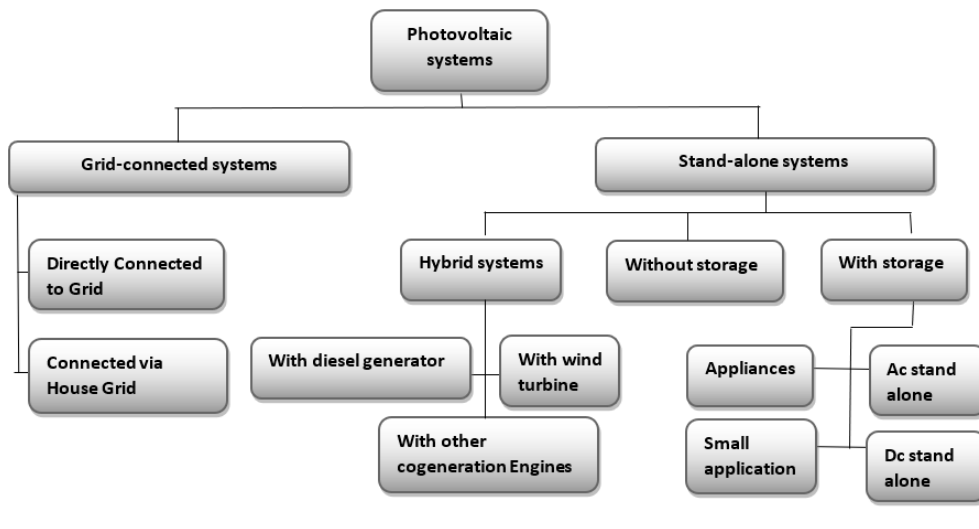 Photovoltaic
systems
Grid-connected systems
Stand-alone systems
Directly Connected
to Grid
Connected via
House Grid
Hybrid systems
Without storage
With storage
With diesel generator
With wind
turbine
With other
cogeneration Engines
Appliances
Ac stand
alone
Small
application
Dc stand
alone